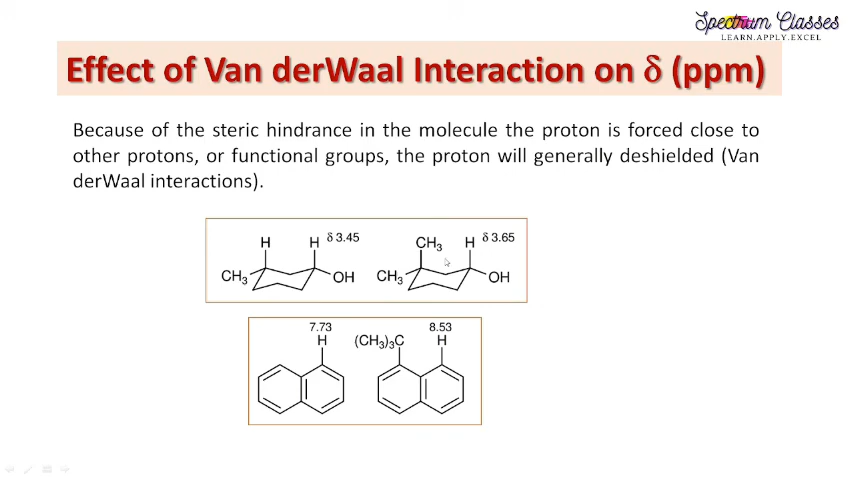 Spectrum Classes
LEARN.APPLY.EXCEL
Effect of Van derWaal Interaction on δ (ppm)
Because of the steric hindrance in the molecule the proton is forced close to
other protons, or functional groups, the proton will generally deshielded (Van
derWaal interactions).
H H δ 3.45 CH₃ H δ 3.65
CH₃ OH CH₃ OH
7.73 8.53
H (CH₃)₃C H